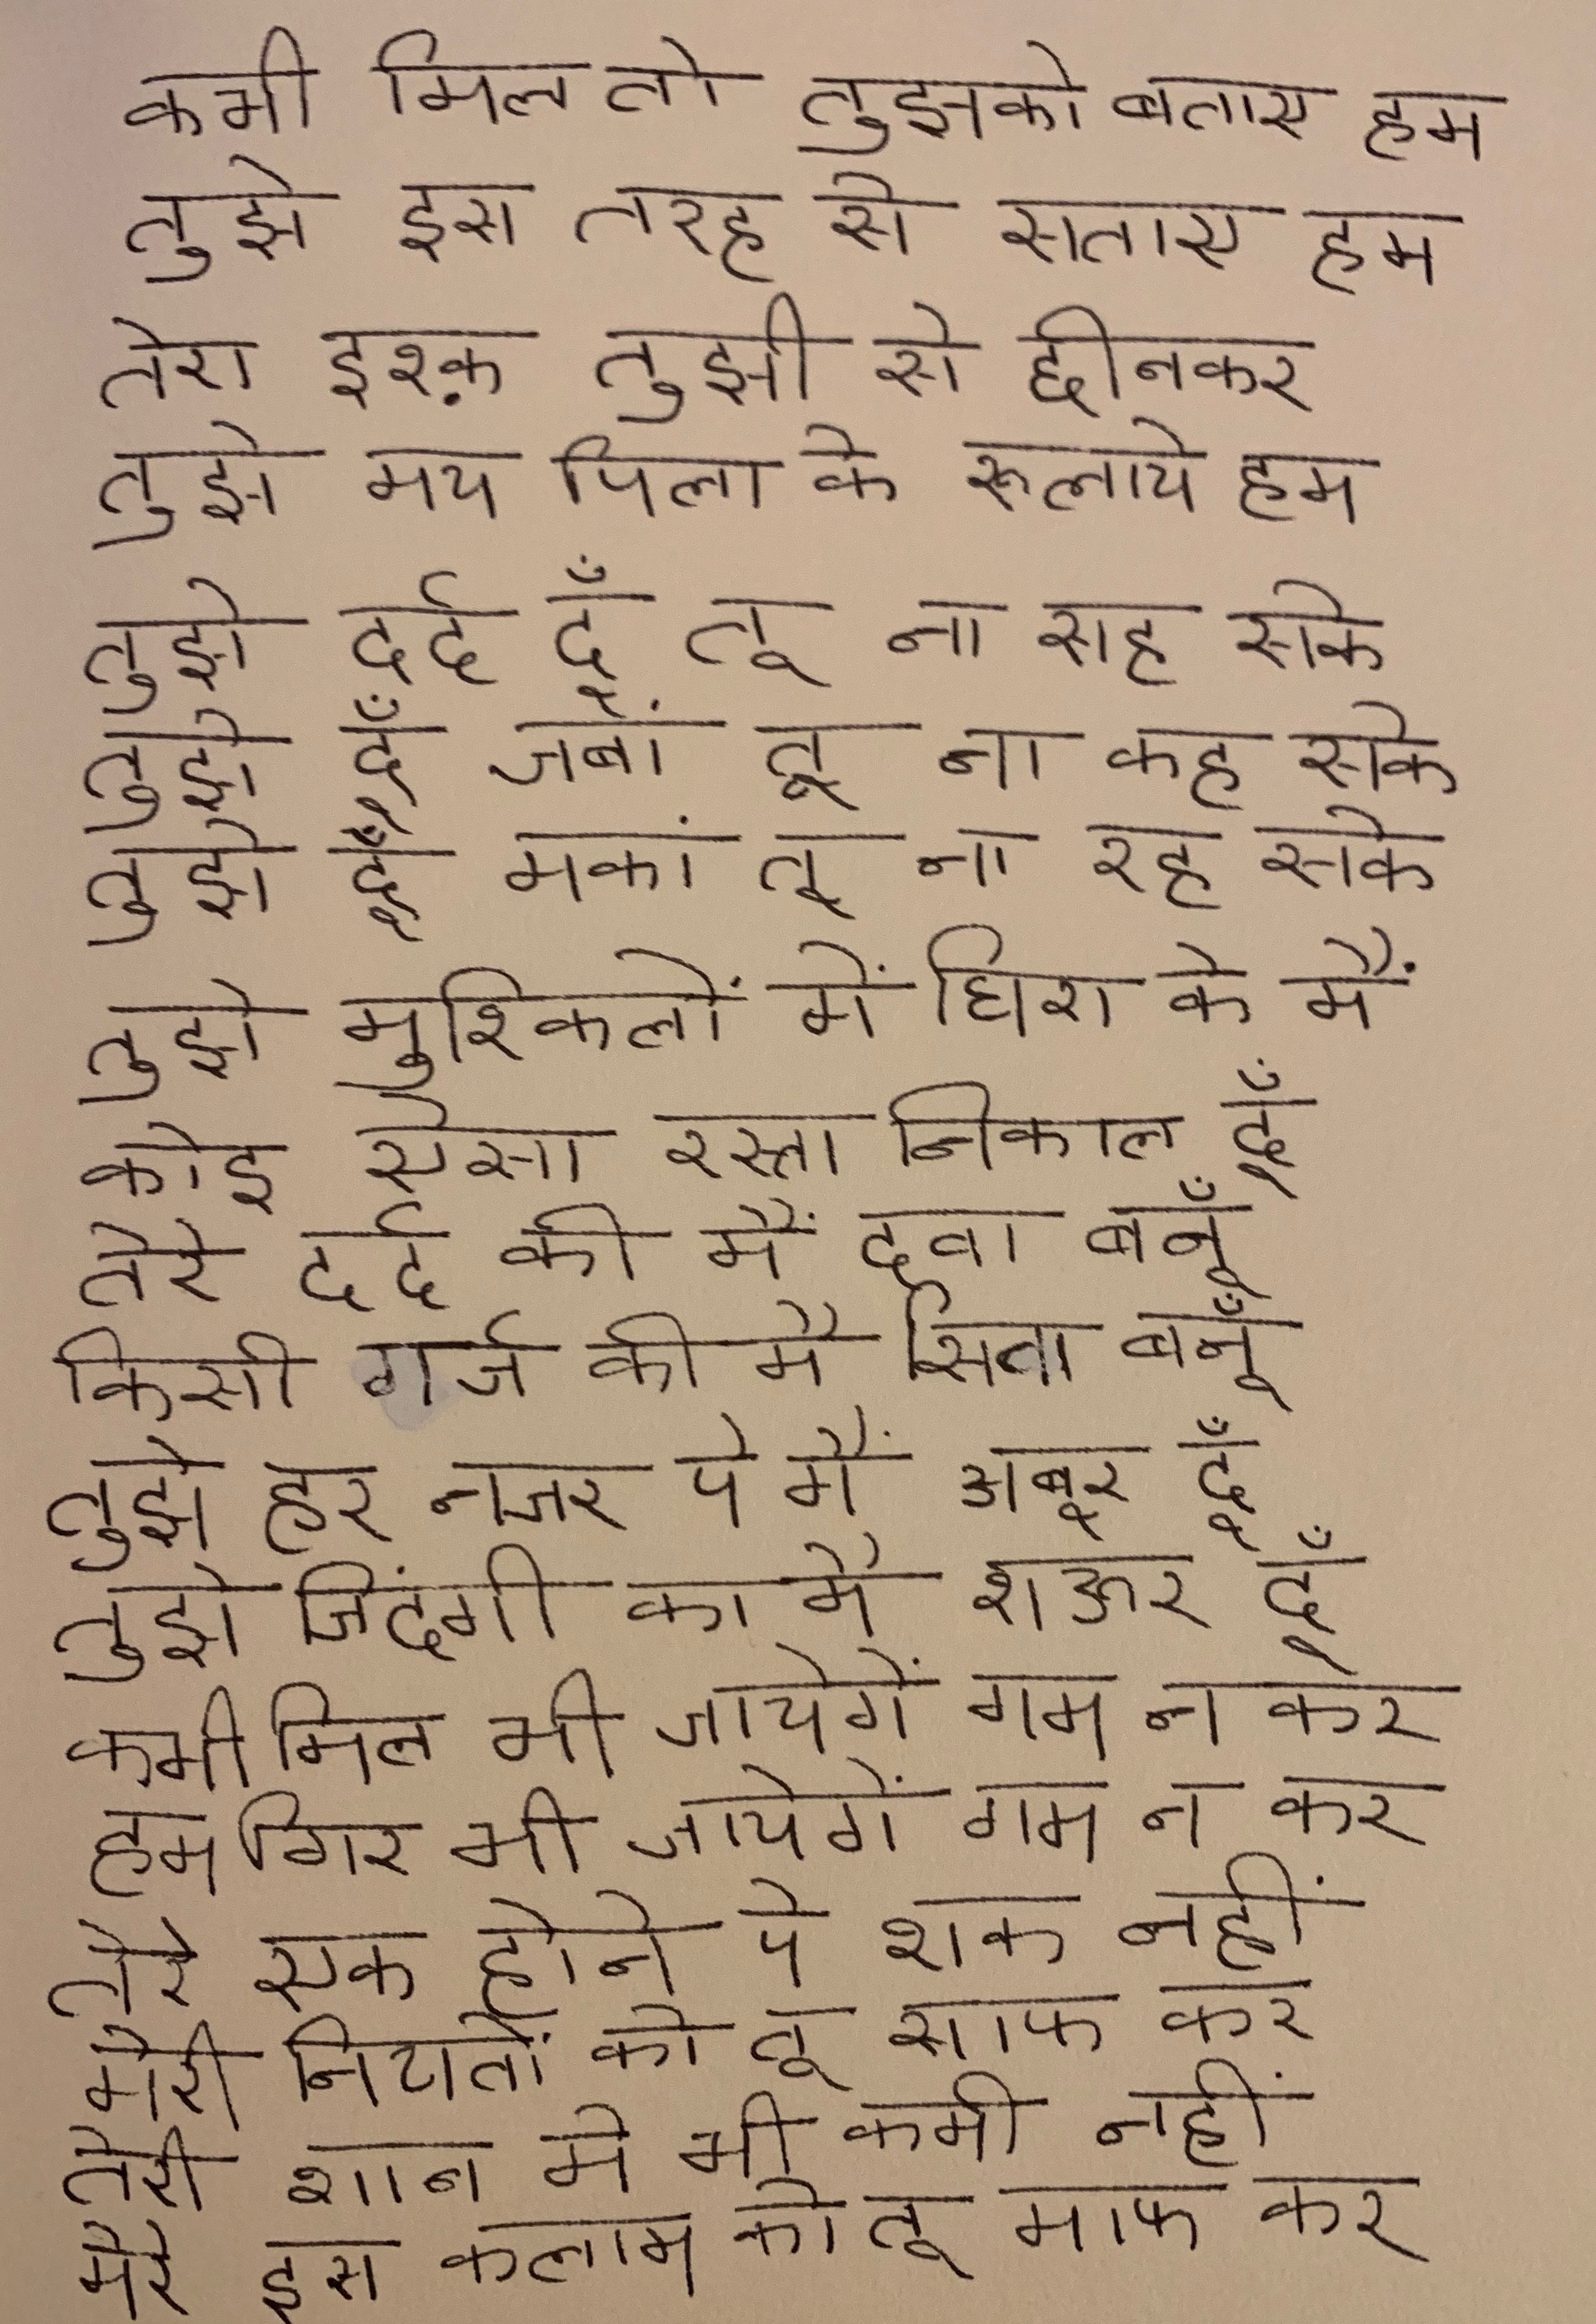 कभी मिल तो तुझको बताए हम
तुझे इस तरह से सताए हम
तेरा इश्क़ तुझी से छीनकर
तुझे मय पिला के रूलाये हम
तुझे दर्द दूँ तू ना सह सके
तुझे दूँ जबां तू ना कह सके
तुझे दूँ मकां तू ना रह सके
तुझे मुश्किलों में घिरा के मैं
कोइ ऐसा रस्ता निकाल दूँ
तेरे दर्द की मैं दवा बनूँ
किसी गर्ज की मै सिवा बनूँ
तुझे हर नजर पे मैं अबूर दूँ
तुझे जिंदगी का मै शऊर दूँ
कभी मिल भी जायेगें गम न कर
हम गिर भी जायेगें गम न कर
तेरे एक होने पे शक नहीं
मेरी नियतों को तू साफ कर
तेरी शान मे भी कमी नहीं
मेरे इस कलाम को तू माफ कर